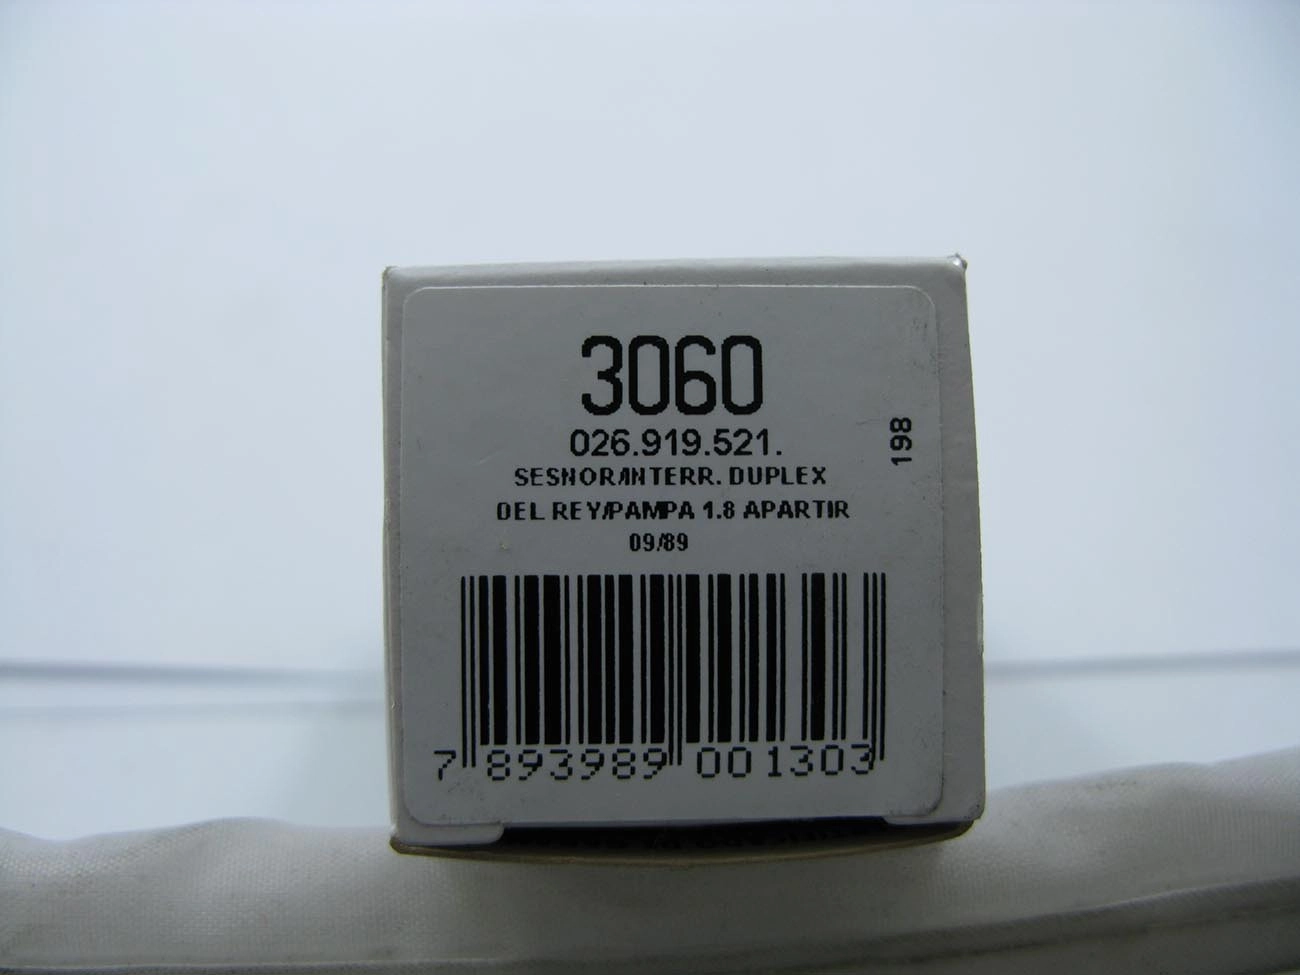 3060
026.919.521.
198
SESNOR/INTERR. DUPLEX
DEL REY/PAMPA 1.8 APARTIR
09/89
7 893989 001303